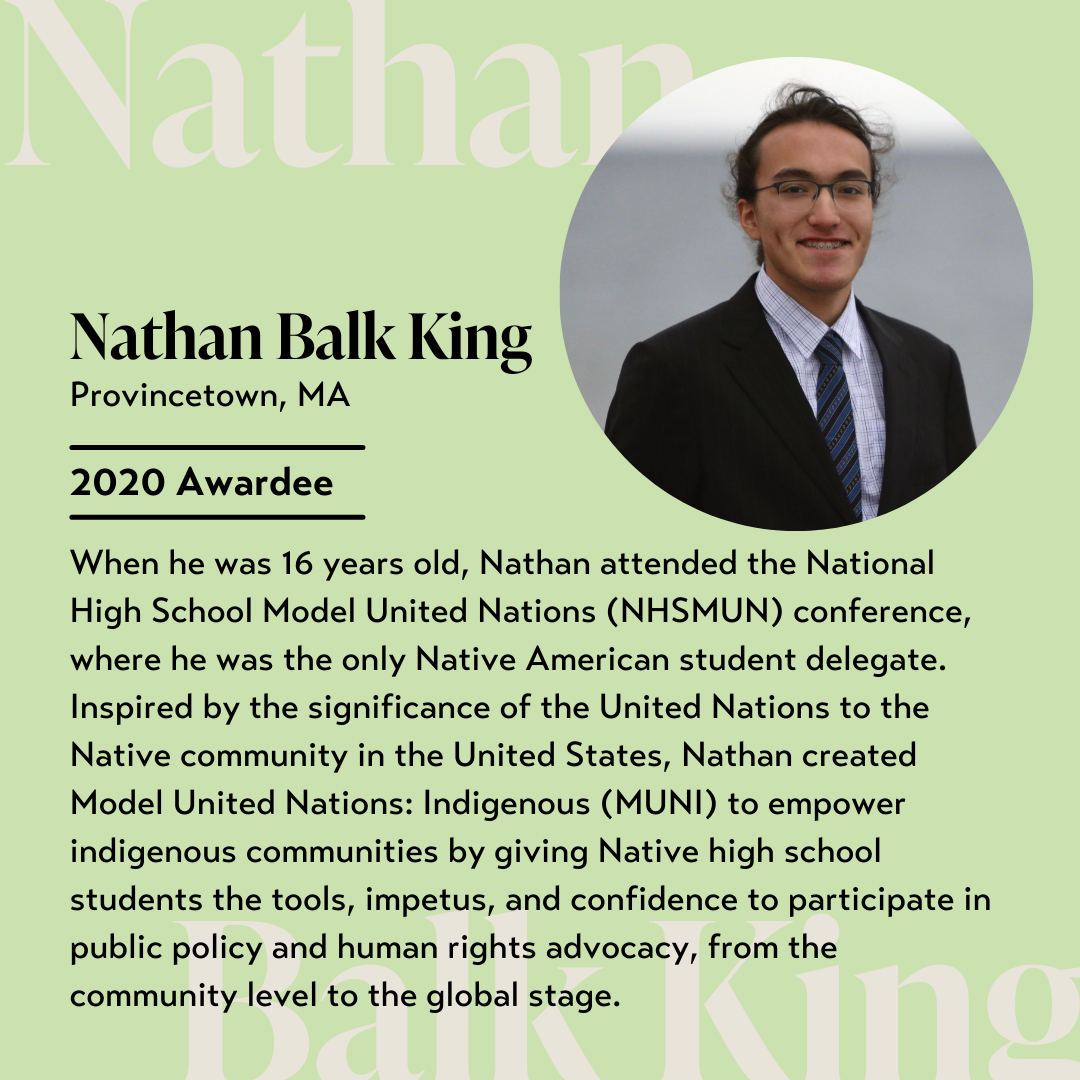 Nathan
Nathan Balk King
Provincetown, MA
2020 Awardee
When he was 16 years old, Nathan attended the National
High School Model United Nations (NHSMUN) conference,
where he was the only Native American student delegate.
Inspired by the significance of the United Nations to the
Native community in the United States, Nathan created
Model United Nations: Indigenous (MUNI) to empower
indigenous communities by giving Native high school
students the tools, impetus, and confidence to participate in
public policy and human rights advocacy, from the
community level to the global stage.
Balk King